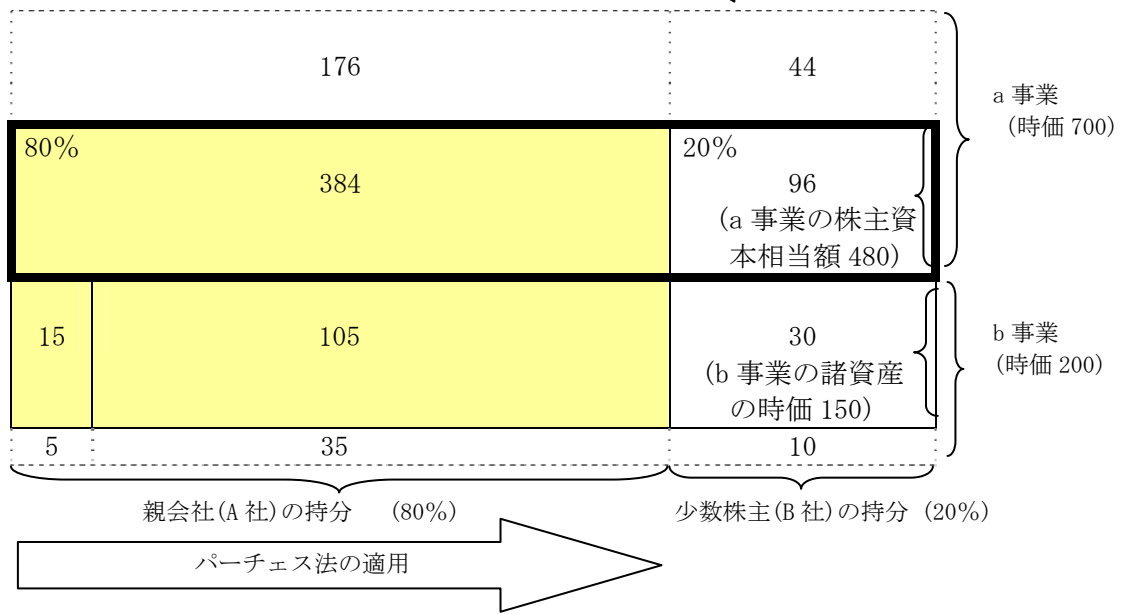 176
44
a 事業
(時価 700)
80%
384
20%
96
(a 事業の株主資
本相当額 480)
15
105
30
(b 事業の諸資産
の時価 150)
b 事業
(時価 200)
5
35
10
親会社(A 社)の持分 (80%)
少数株主(B 社)の持分 (20%)
パーチェス法の適用